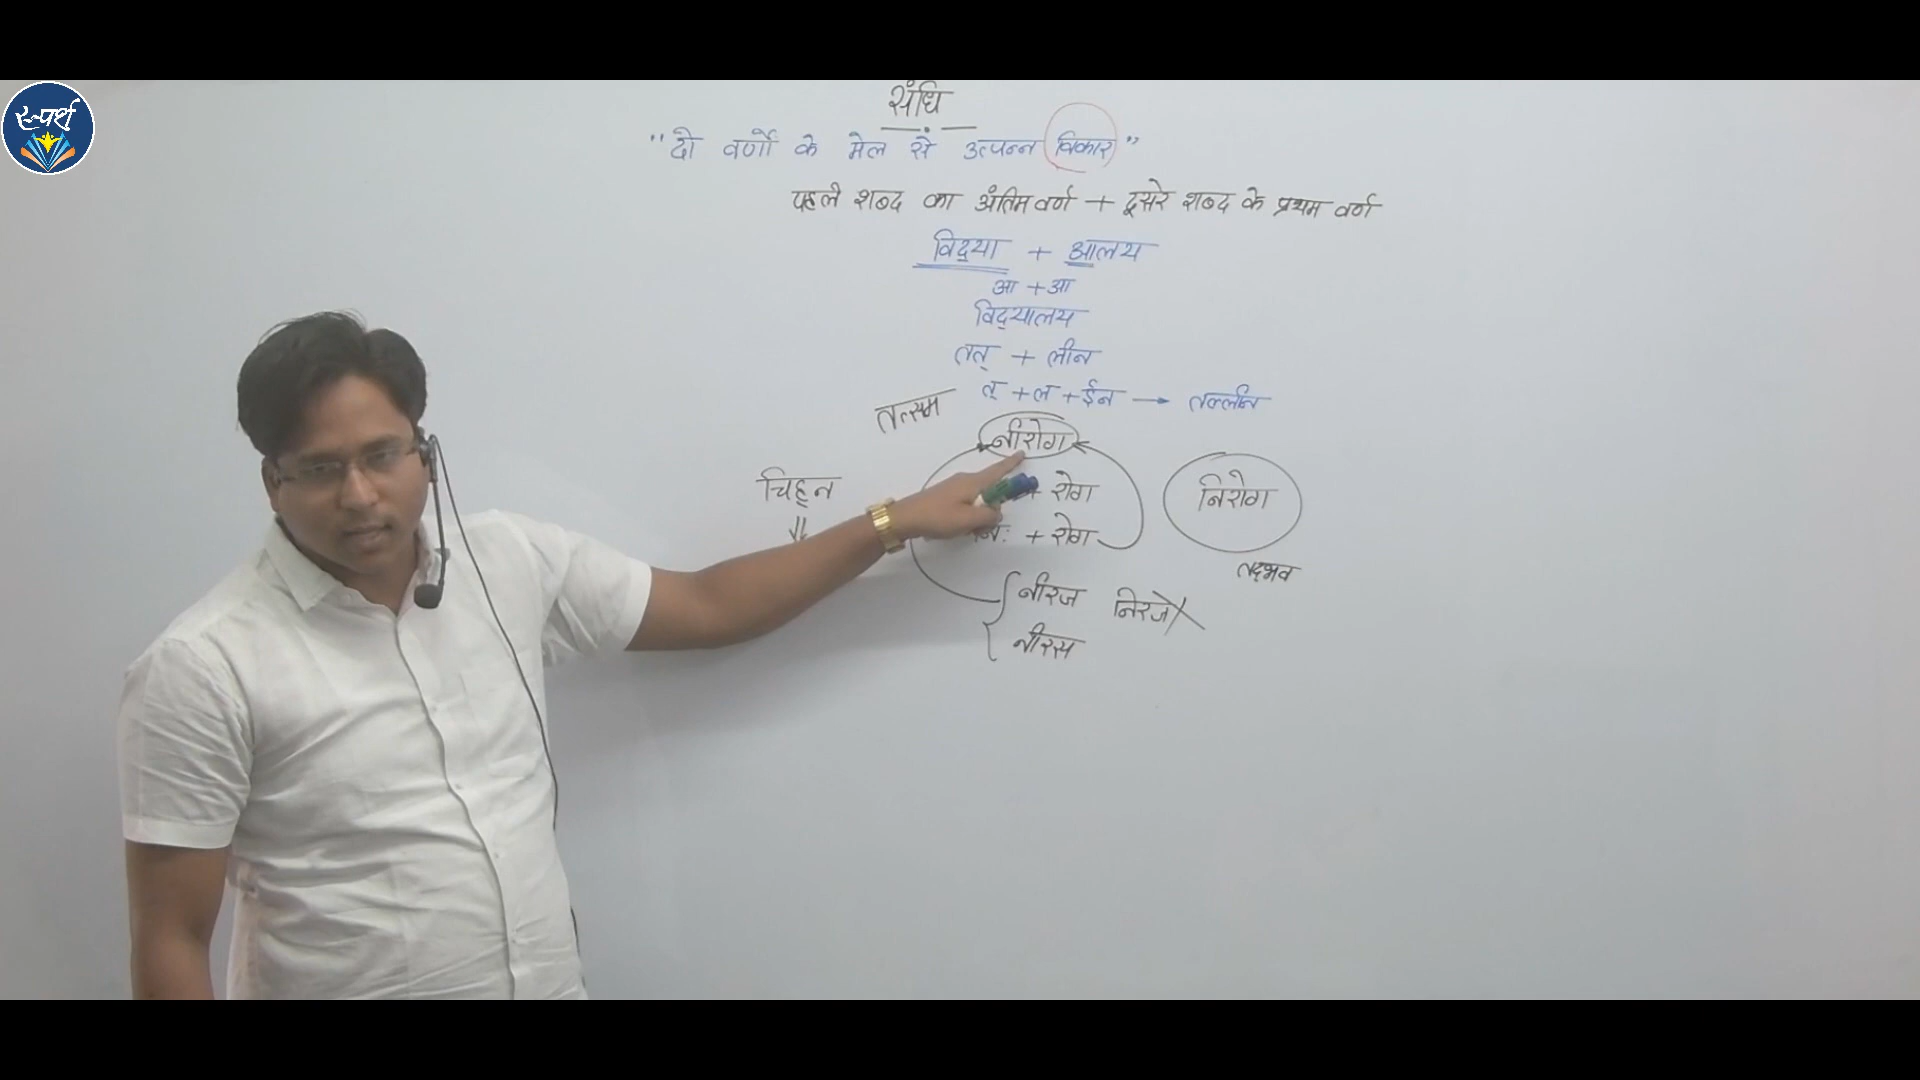 स्पर्धा
संधि
"दो वर्णों के मेल से उत्पन्न विकार"
पहले शब्द का अंतिम वर्ण + दूसरे शब्द के प्रथम वर्ण
विद्या + आलय
आ + आ
विद्यालय
तत् + लीन
त् + ल + ईन → तल्लीन
तत्सम
नीरोग
चिह्न + रोग निरोग
+ रोग
तद्भव
नीरज निरज
नीरस